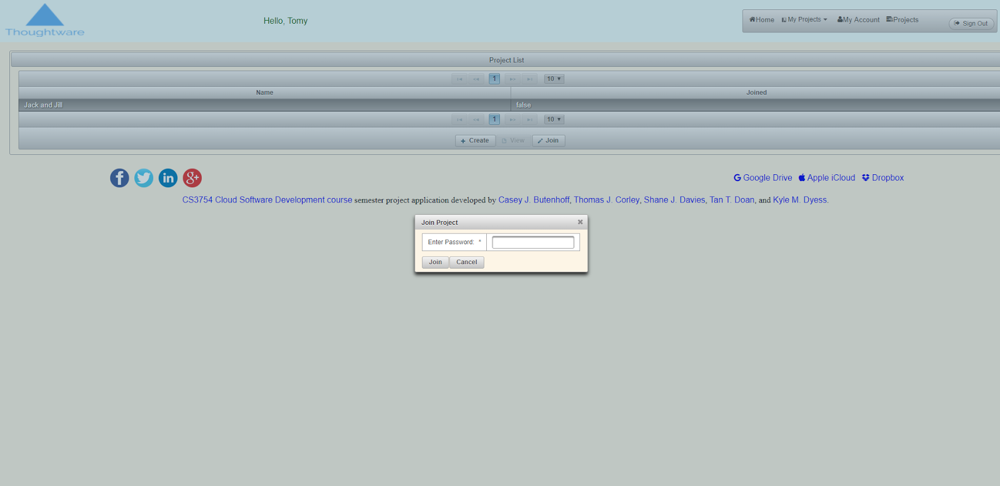 Thoughtware
Hello, Tomy
Home My Projects My Account Projects Sign Out
Project List
1 10
Name Joined
Jack and Jill false
1 10
Create View Join
Google Drive Apple iCloud Dropbox
CS3754 Cloud Software Development course semester project application developed by Casey J. Butenhoff, Thomas J. Corley, Shane J. Davies, Tan T. Doan, and Kyle M. Dyess.
Join Project
Enter Password: *
Join Cancel